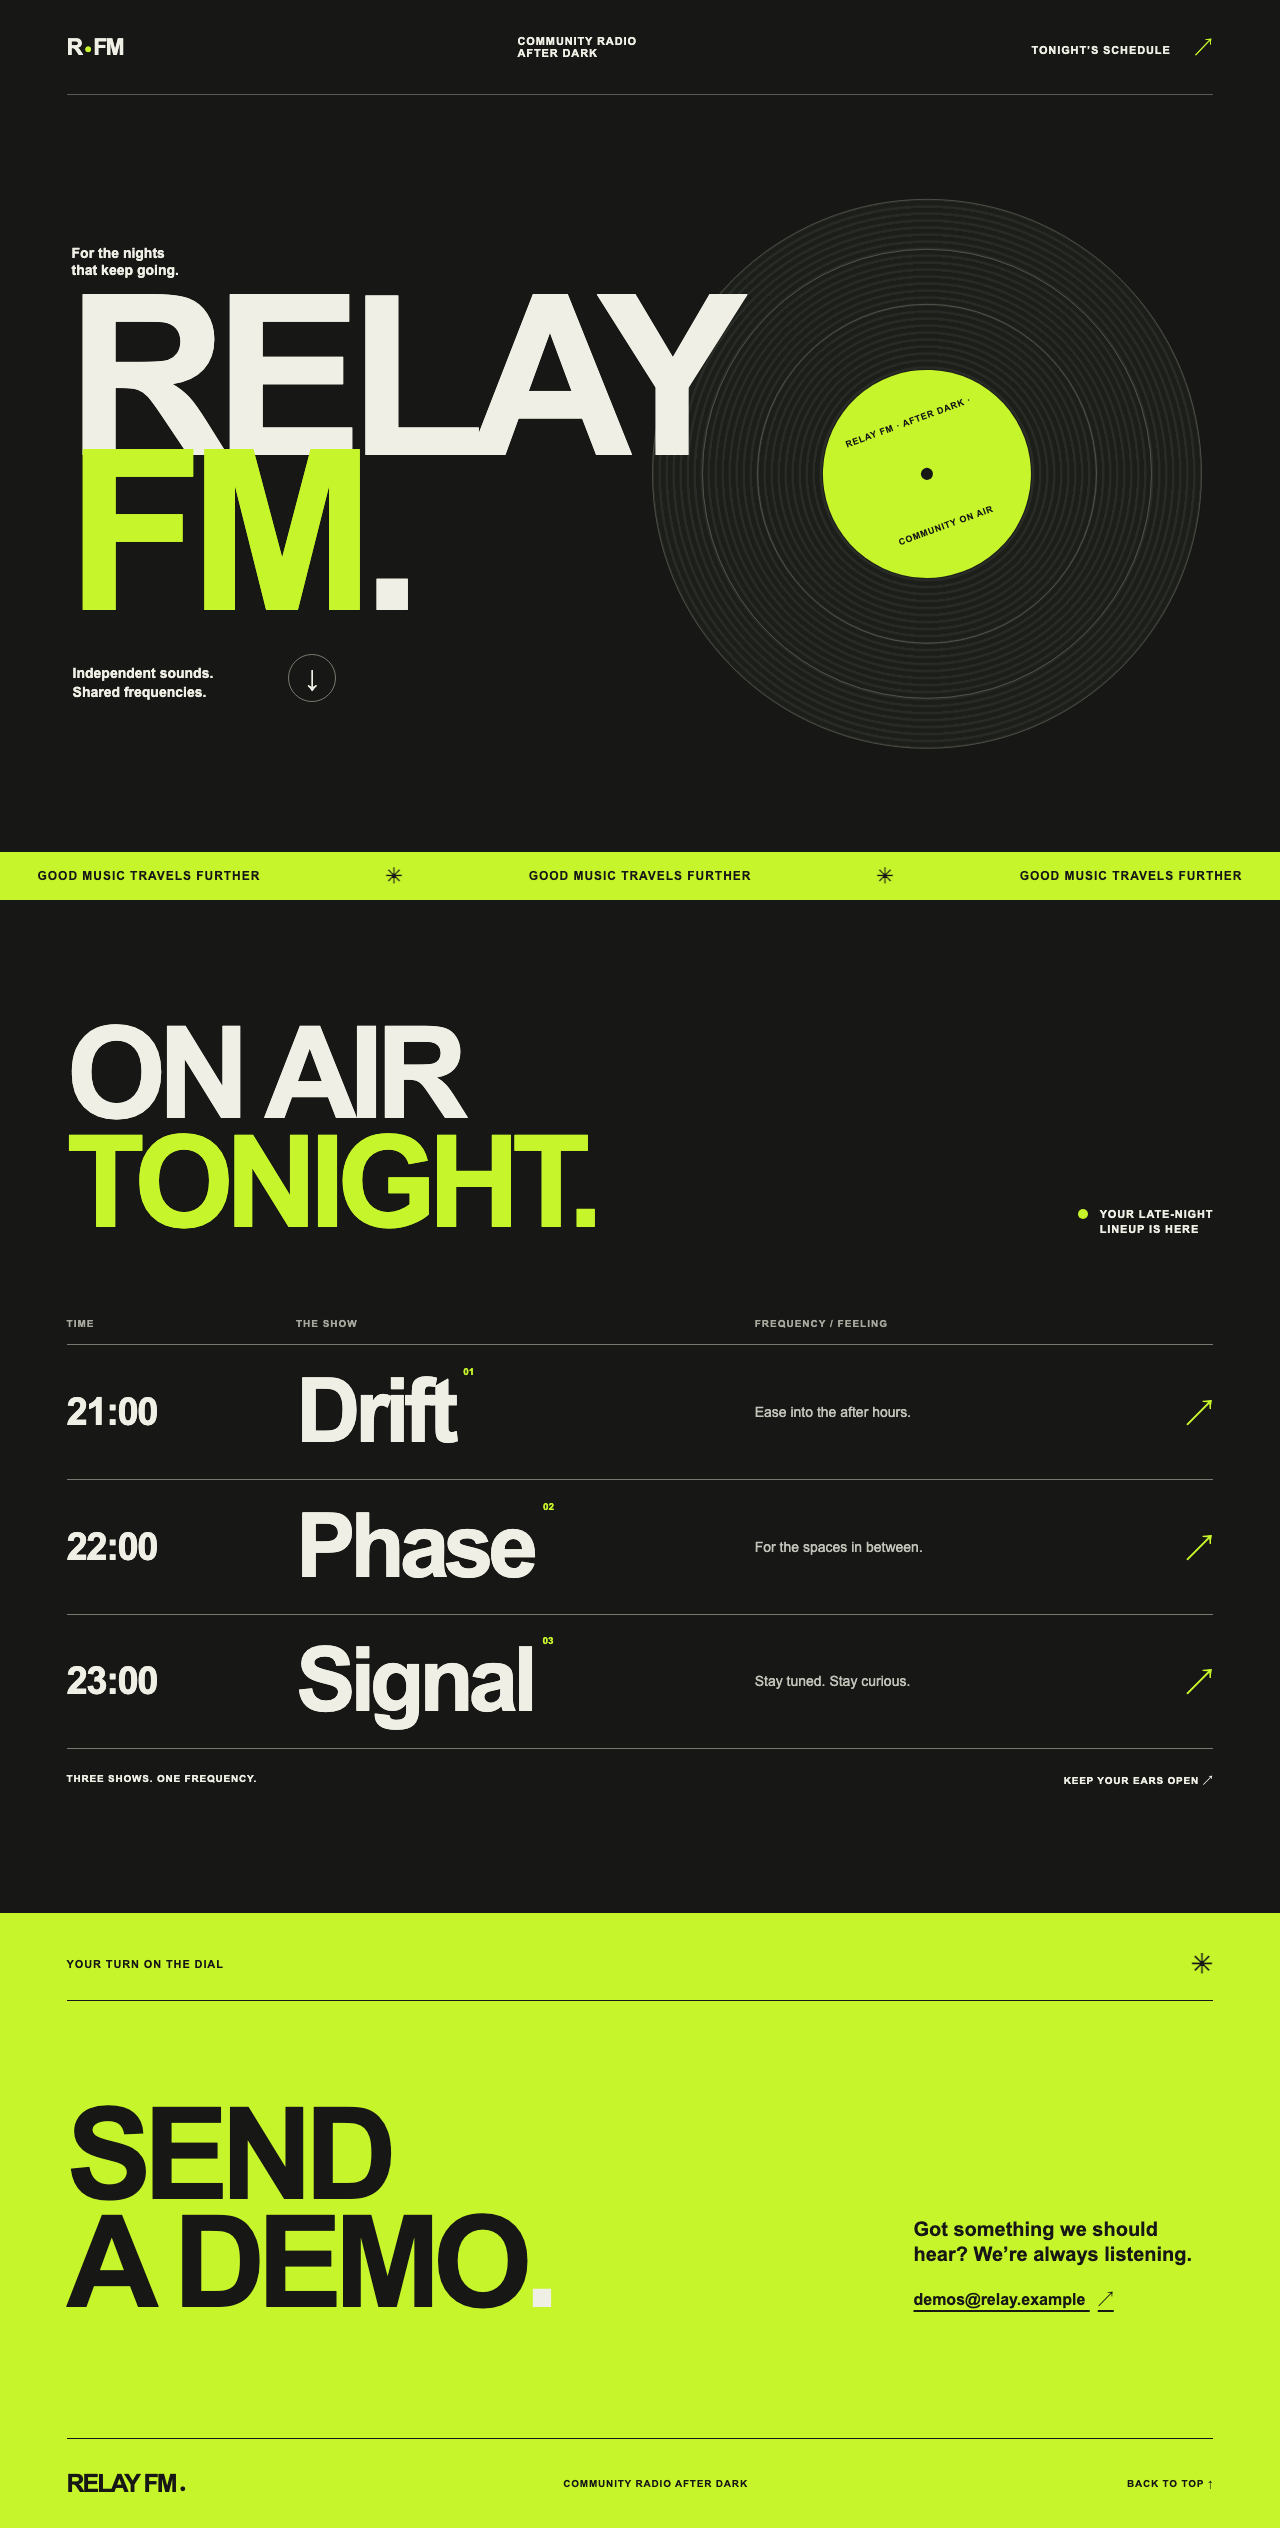 R•FM
COMMUNITY RADIO
AFTER DARK
TONIGHT'S SCHEDULE ↗
For the nights
that keep going.
RELAY
FM.
RELAY FM · AFTER DARK ·
COMMUNITY ON AIR
Independent sounds.
Shared frequencies.
↓
GOOD MUSIC TRAVELS FURTHER ✳ GOOD MUSIC TRAVELS FURTHER ✳ GOOD MUSIC TRAVELS FURTHER
ON AIR
TONIGHT.
YOUR LATE-NIGHT
LINEUP IS HERE
TIME THE SHOW FREQUENCY / FEELING
21:00 Drift 01 Ease into the after hours. ↗
22:00 Phase 02 For the spaces in between. ↗
23:00 Signal 03 Stay tuned. Stay curious. ↗
THREE SHOWS. ONE FREQUENCY. KEEP YOUR EARS OPEN ↗
YOUR TURN ON THE DIAL ✳
SEND
A DEMO.
Got something we should
hear? We’re always listening.
demos@relay.example ↗
RELAY FM. COMMUNITY RADIO AFTER DARK BACK TO TOP ↑